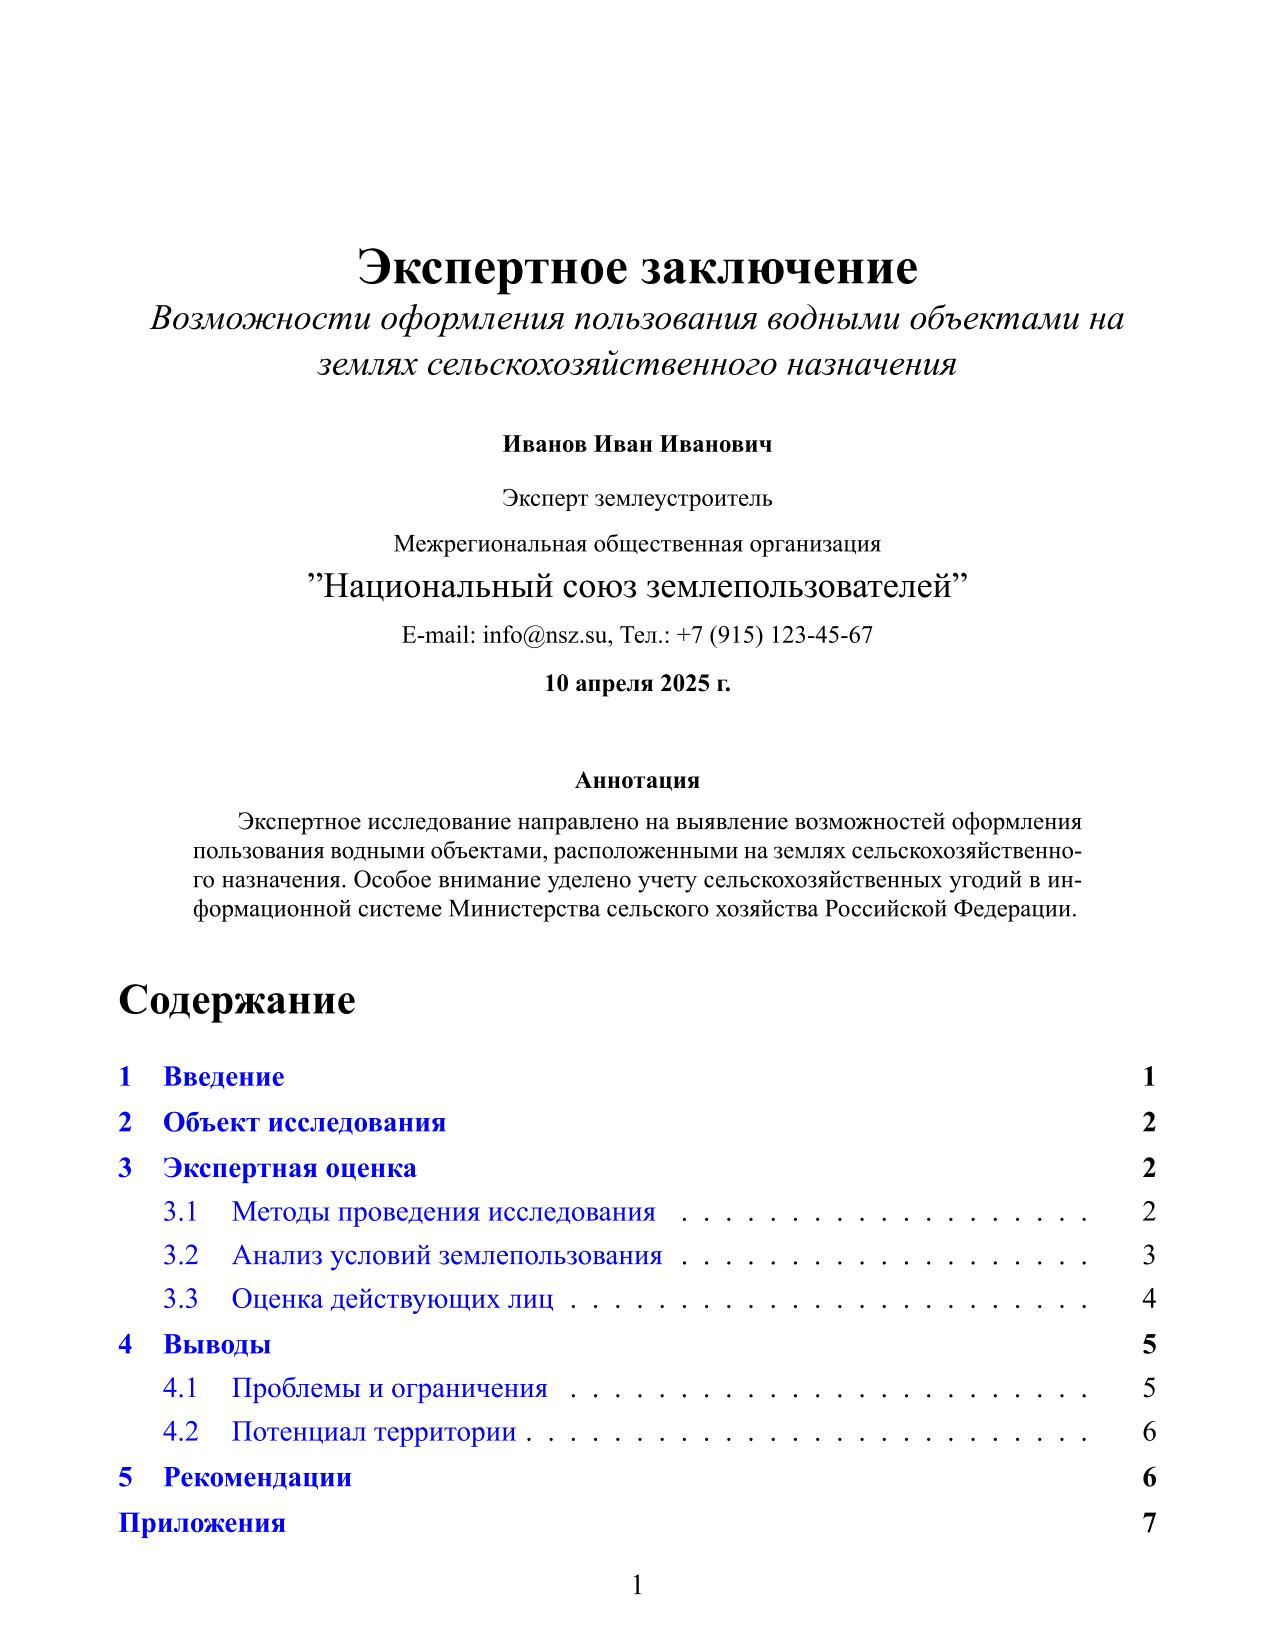 Экспертное заключение
Возможности оформления пользования водными объектами на
землях сельскохозяйственного назначения
Иванов Иван Иванович
Эксперт землеустроитель
Межрегиональная общественная организация
”Национальный союз землепользователей”
E-mail: info@nsz.su, Тел.: +7 (915) 123-45-67
10 апреля 2025 г.
Аннотация
Экспертное исследование направлено на выявление возможностей оформления
пользования водными объектами, расположенными на землях сельскохозяйственно-
го назначения. Особое внимание уделено учету сельскохозяйственных угодий в ин-
формационной системе Министерства сельского хозяйства Российской Федерации.
Содержание
1 Введение 1
2 Объект исследования 2
3 Экспертная оценка 2
3.1 Методы проведения исследования . . . . . . . . . . . . . . . . . . . 2
3.2 Анализ условий землепользования . . . . . . . . . . . . . . . . . . . 3
3.3 Оценка действующих лиц . . . . . . . . . . . . . . . . . . . . . . . . 4
4 Выводы 5
4.1 Проблемы и ограничения . . . . . . . . . . . . . . . . . . . . . . . . 5
4.2 Потенциал территории . . . . . . . . . . . . . . . . . . . . . . . . . . 6
5 Рекомендации 6
Приложения 7
1